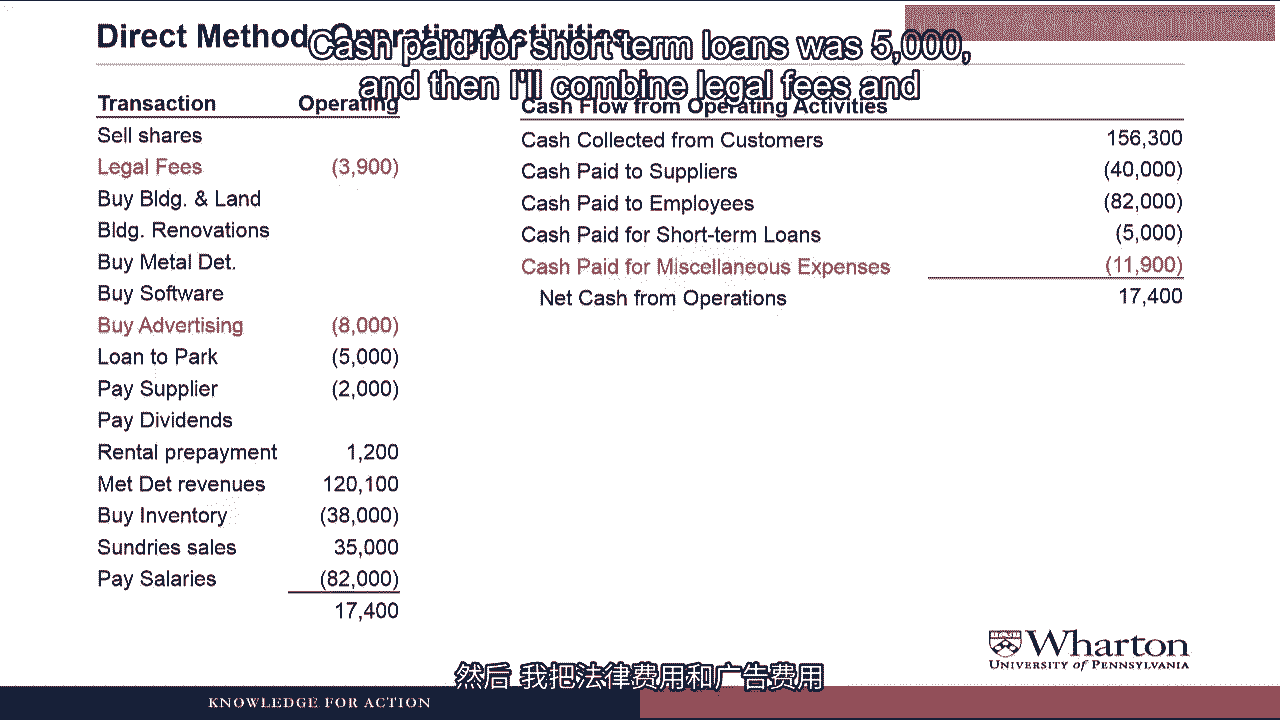 Direct Method, Operating Activities
Cash paid for short term loans was 5,000,
and then I'll combine legal fees and
Transaction Operating
Sell shares
Legal Fees (3,900)
Buy Bldg. & Land
Bldg. Renovations
Buy Metal Det.
Buy Software
Buy Advertising (8,000)
Loan to Park (5,000)
Pay Supplier (2,000)
Pay Dividends
Rental prepayment 1,200
Met Det revenues 120,100
Buy Inventory (38,000)
Sundries sales 35,000
Pay Salaries (82,000)
17,400
Cash Flow from Operating Activities
Cash Collected from Customers 156,300
Cash Paid to Suppliers (40,000)
Cash Paid to Employees (82,000)
Cash Paid for Short-term Loans (5,000)
Cash Paid for Miscellaneous Expenses (11,900)
Net Cash from Operations 17,400
Wharton
UNIVERSITY of PENNSYLVANIA
然后 我把法律费用和广告费用
KNOWLEDGE FOR ACTION